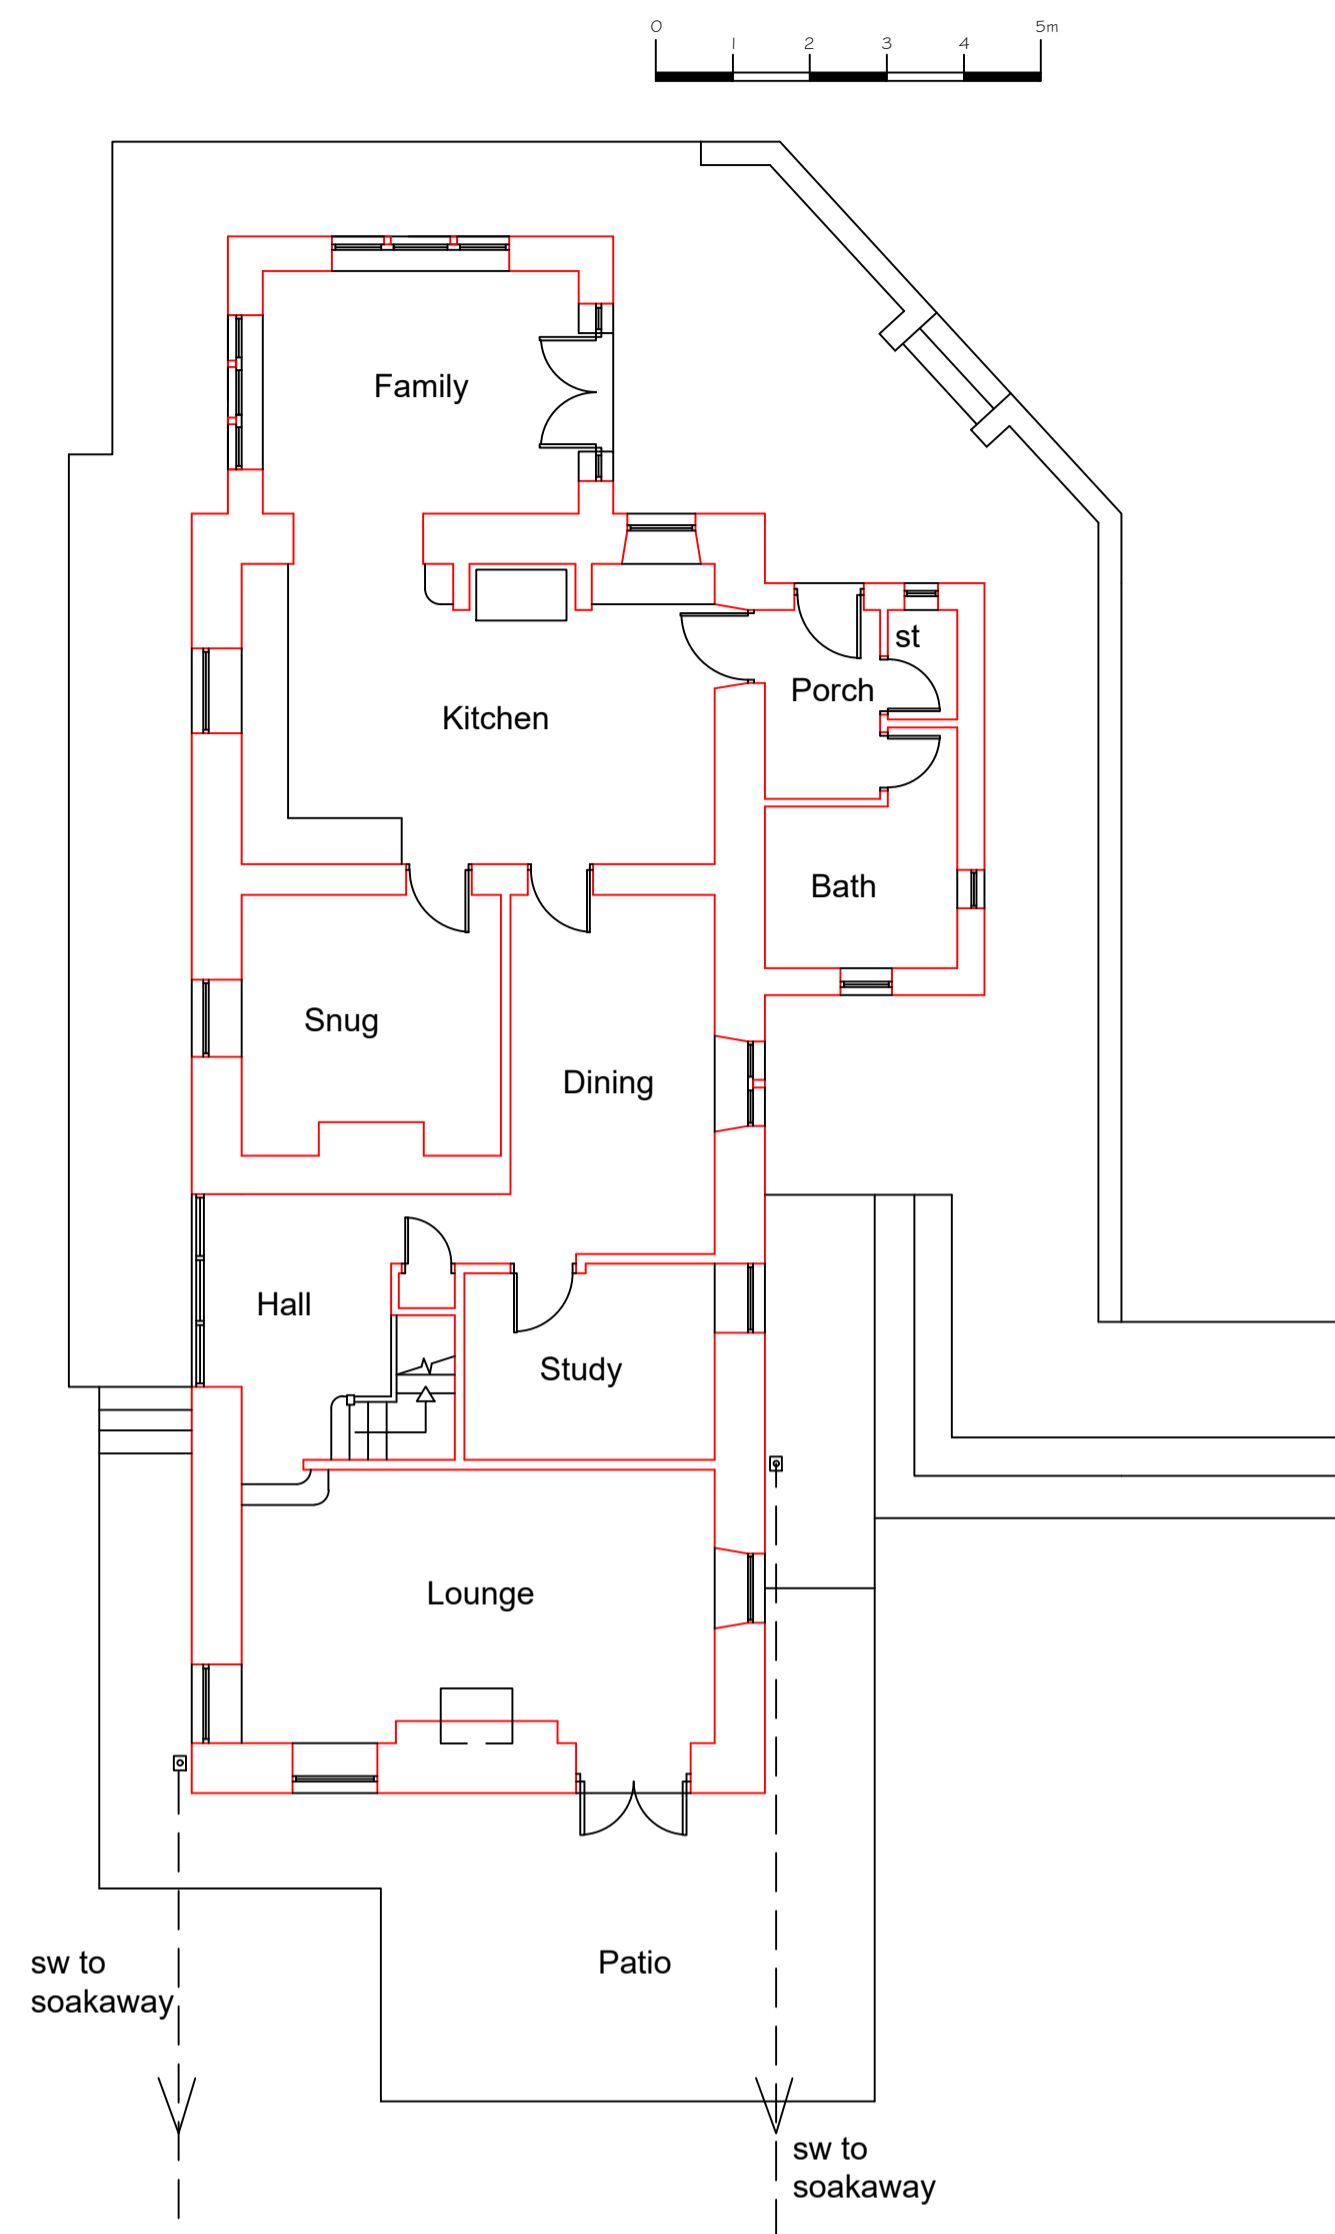 0 1 2 3 4 5m
Family
st
Porch
Kitchen
Bath
Snug
Dining
Hall
Study
Lounge
Patio
sw to
soakaway
sw to
soakaway